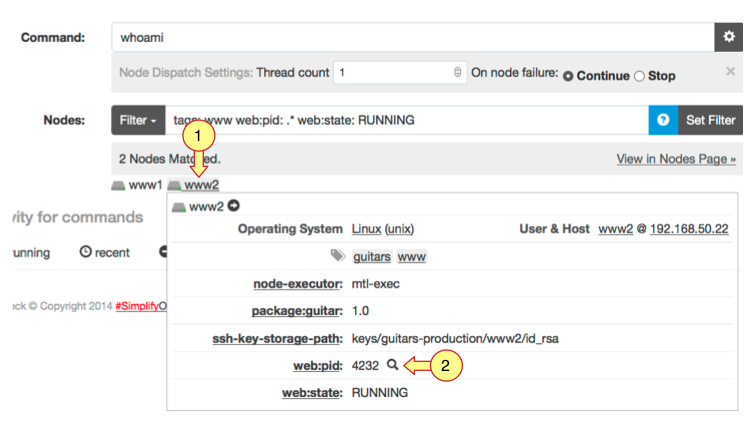 Command: whoami
Node Dispatch Settings: Thread count 1 On node failure: Continue Stop ×
Nodes: Filter tags: www web:pid: .* web:state: RUNNING ? Set Filter
1
2 Nodes Matched. View in Nodes Page »
www1 www2
www2
vity for commands
Operating System Linux (unix) User & Host www2 @ 192.168.50.22
unning recent
guitars www
node-executor: mtl-exec
ck © Copyright 2014 #SimplifyO
package:guitar: 1.0
ssh-key-storage-path: keys/guitars-production/www2/id_rsa
web:pid: 4232 2
web:state: RUNNING